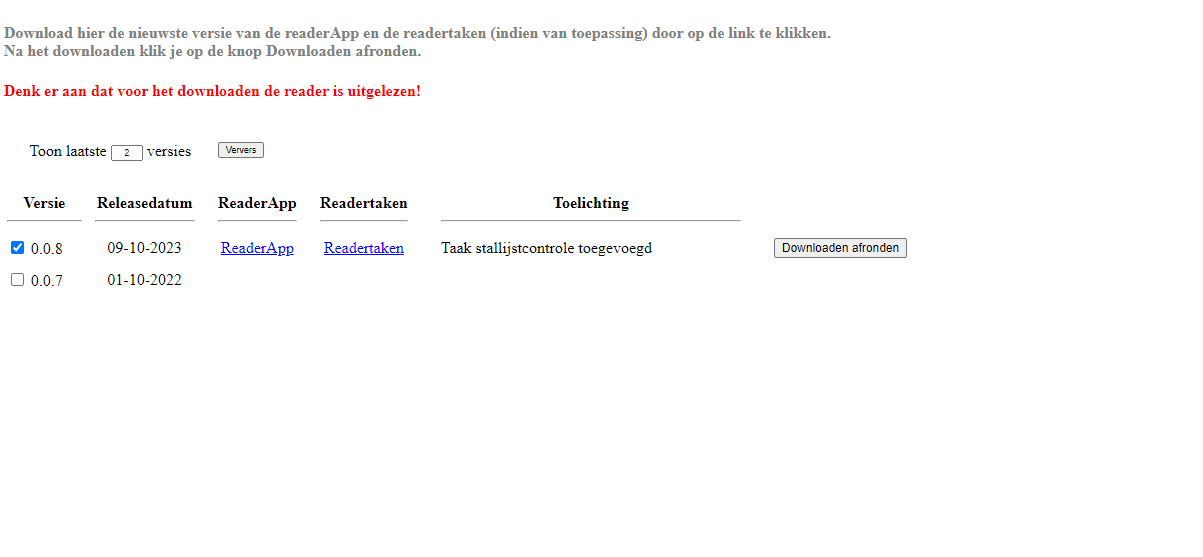 Download hier de nieuwste versie van de readerApp en de readertaken (indien van toepassing) door op de link te klikken.
Na het downloaden klik je op de knop Downloaden afronden.
Denk er aan dat voor het downloaden de reader is uitgelezen!
Toon laatste 2 versies Ververs
Versie Releasedatum ReaderApp Readertaken Toelichting
0.0.8 09-10-2023 ReaderApp Readertaken Taak stallijstcontrole toegevoegd Downloaden afronden
0.0.7 01-10-2022